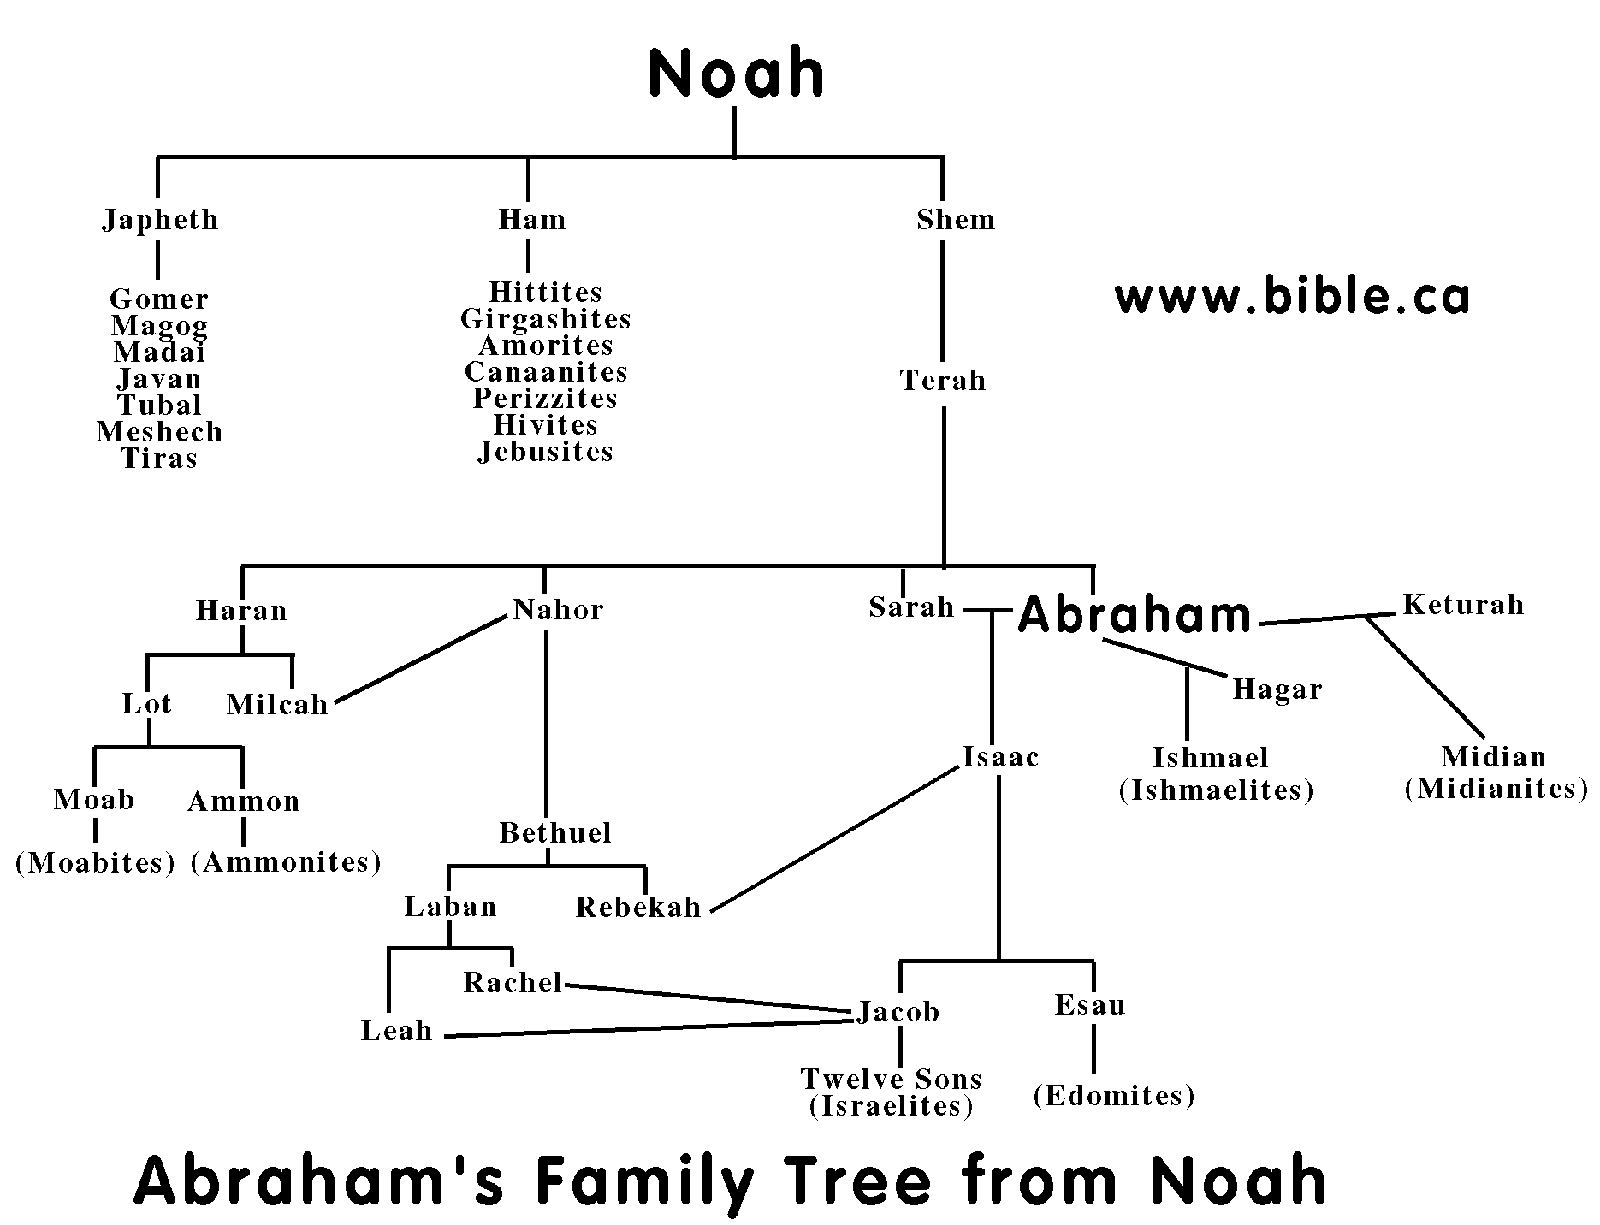 Noah
Japheth
Ham
Shem
Gomer
Magog
Madai
Javan
Tubal
Meshech
Tiras
Hittites
Girgashites
Amorites
Canaanites
Perizzites
Hivites
Jebusites
www.bible.ca
Terah
Haran
Nahor
Sarah
Abraham
Keturah
Lot
Milcah
Hagar
Isaac
Ishmael
(Ishmaelites)
Midian
(Midianites)
Moab
Ammon
(Moabites)
(Ammonites)
Bethuel
Laban
Rebekah
Rachel
Leah
Jacob
Esau
Twelve Sons
(Israelites)
(Edomites)
Abraham's Family Tree from Noah